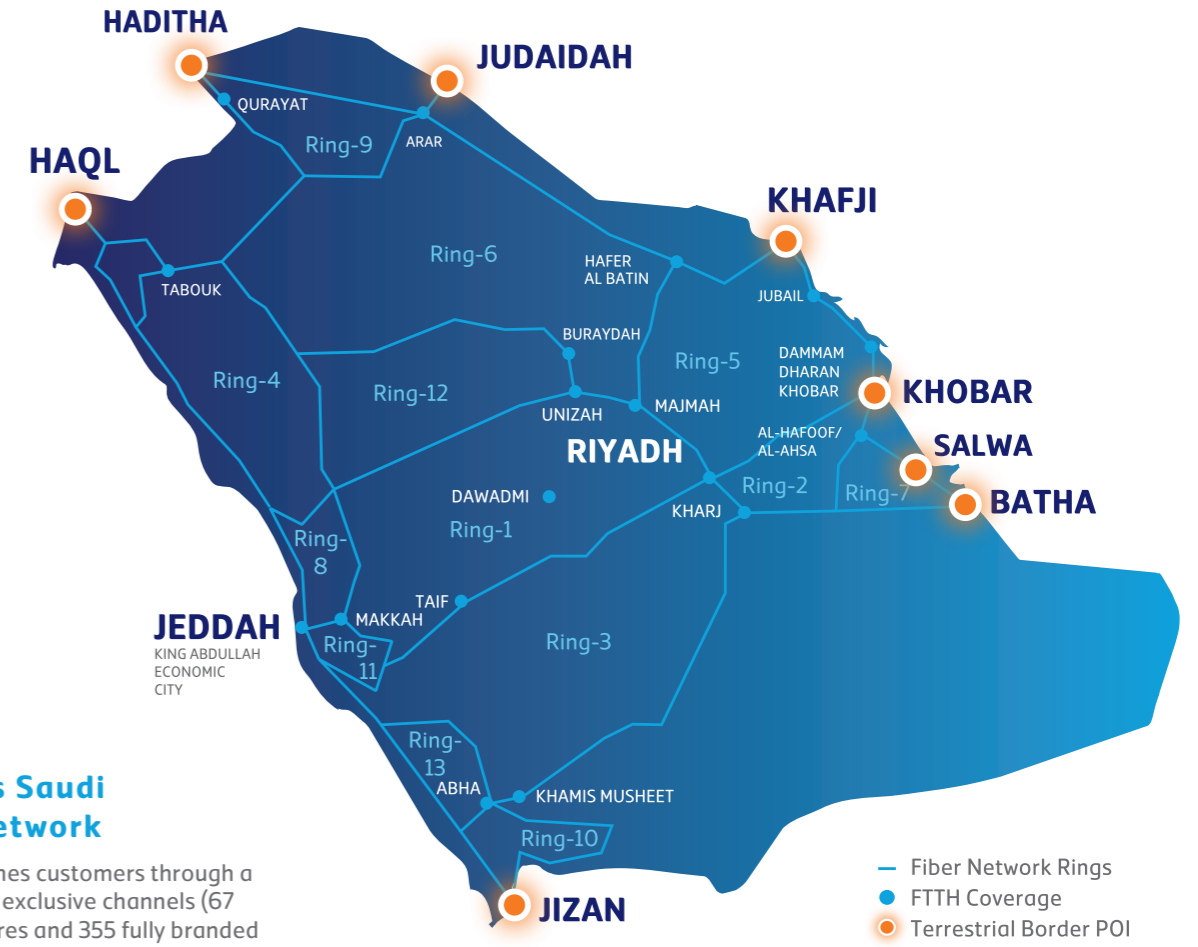 HADITHA
JUDAIDAH
QURAYAT
ARAR
Ring-9
HAQL
KHAFJI
Ring-6
HAFER
AL BATIN
TABOUK
JUBAIL
BURAYDAH
DAMMAM
DHARAN
KHOBAR
Ring-5
Ring-4
Ring-12
KHOBAR
UNIZAH
MAJMAH
RIYADH
AL-HAFOOF/
AL-AHSA
SALWA
Ring-2
Ring-7
DAWADMI
BATHA
KHARJ
Ring-1
Ring-
8
TAIF
MAKKAH
JEDDAH
KING ABDULLAH
ECONOMIC
CITY
Ring-
11
Ring-3
Ring-
13
ABHA
KHAMIS MUSHEET
Ring-10
JIZAN
s Saudi
etwork
nes customers through a
exclusive channels (67
res and 355 fully branded
Fiber Network Rings
FTTH Coverage
Terrestrial Border POI